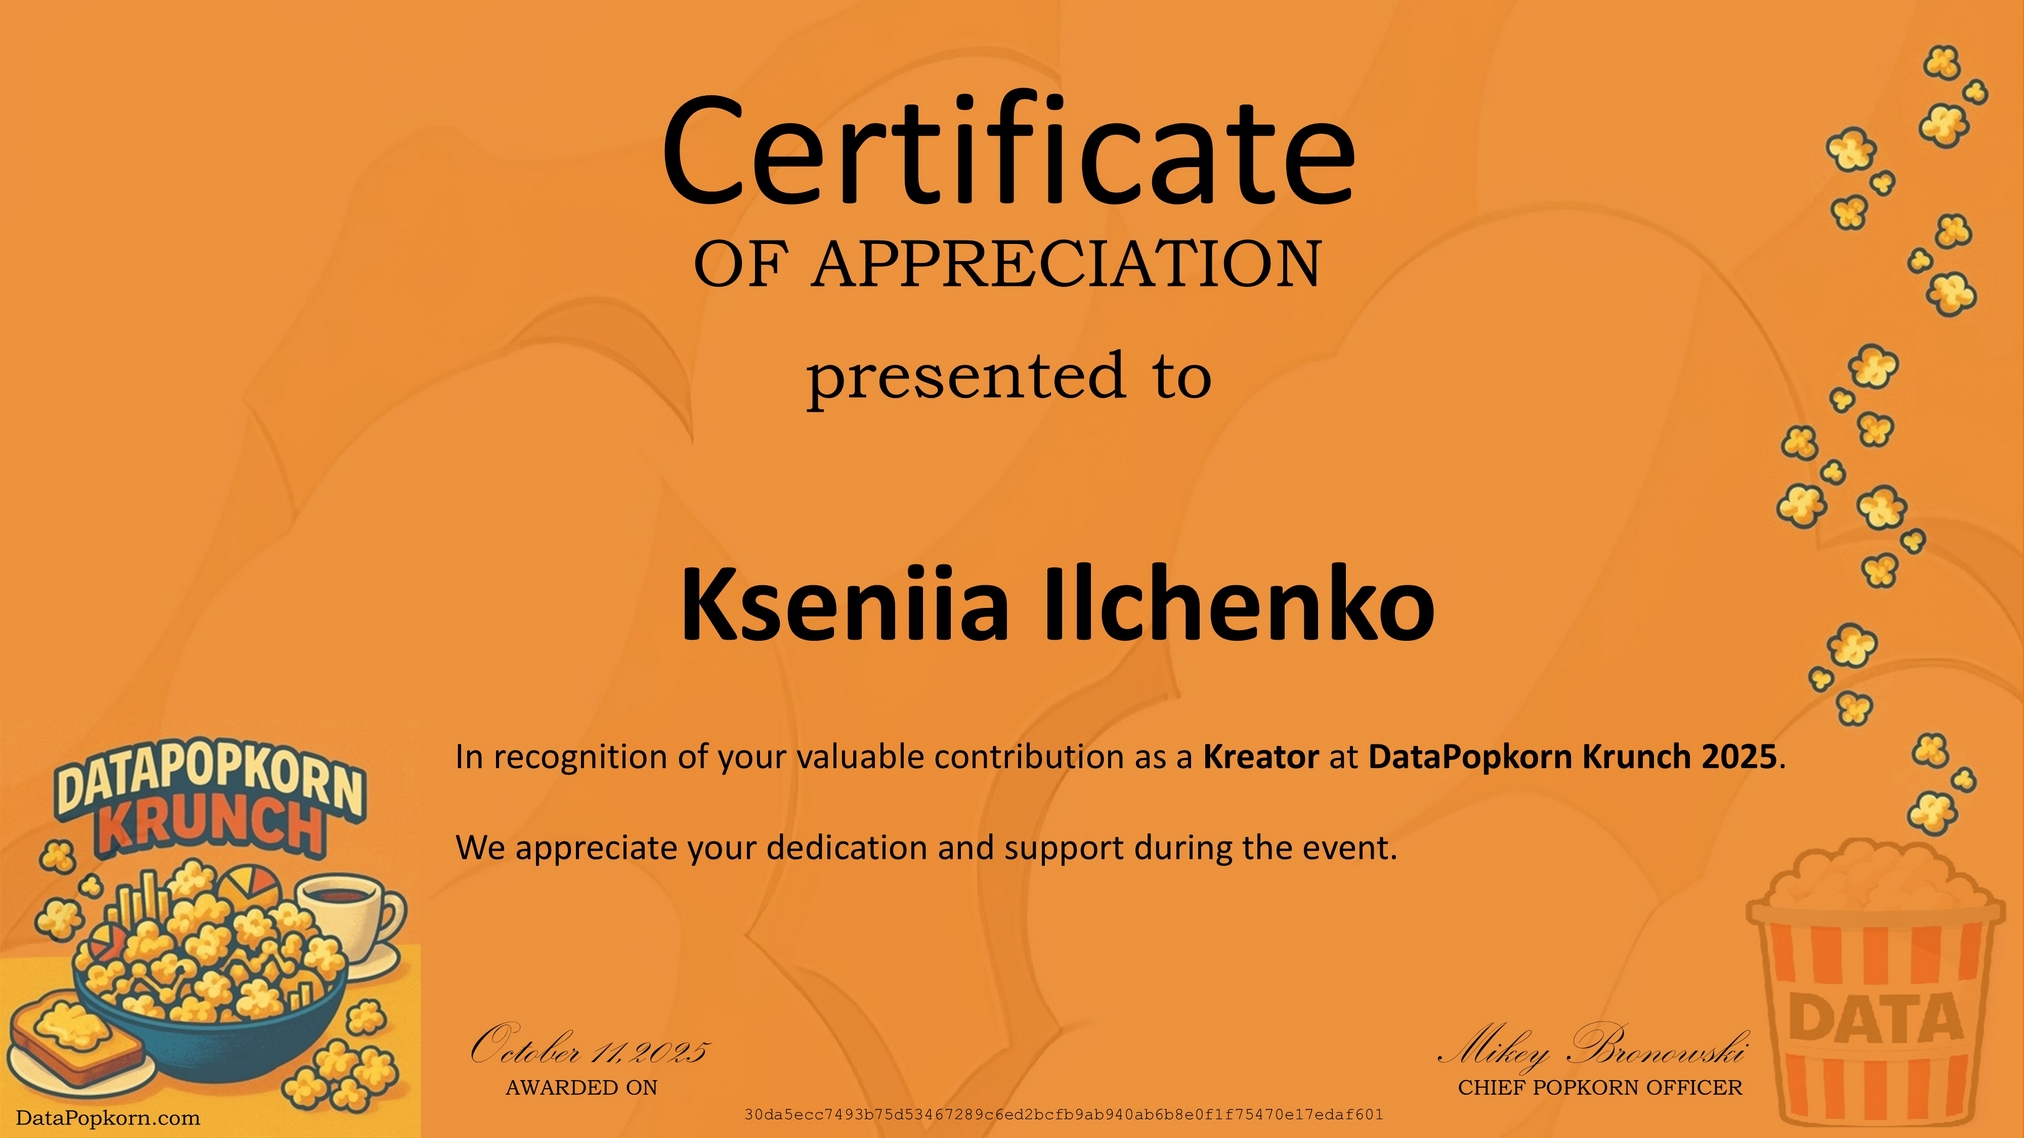 Certificate
OF APPRECIATION
presented to
Kseniia Ilchenko
In recognition of your valuable contribution as a Kreator at DataPopkorn Krunch 2025.
We appreciate your dedication and support during the event.
DATAPOPKORN
KRUNCH
DATA
October 11, 2025
AWARDED ON
Mikey Bronowski
CHIEF POPKORN OFFICER
DataPopkorn.com
30da5ecc7493b75d53467289c6ed2bcfb9ab940ab6b8e0f1f75470e17edaf601